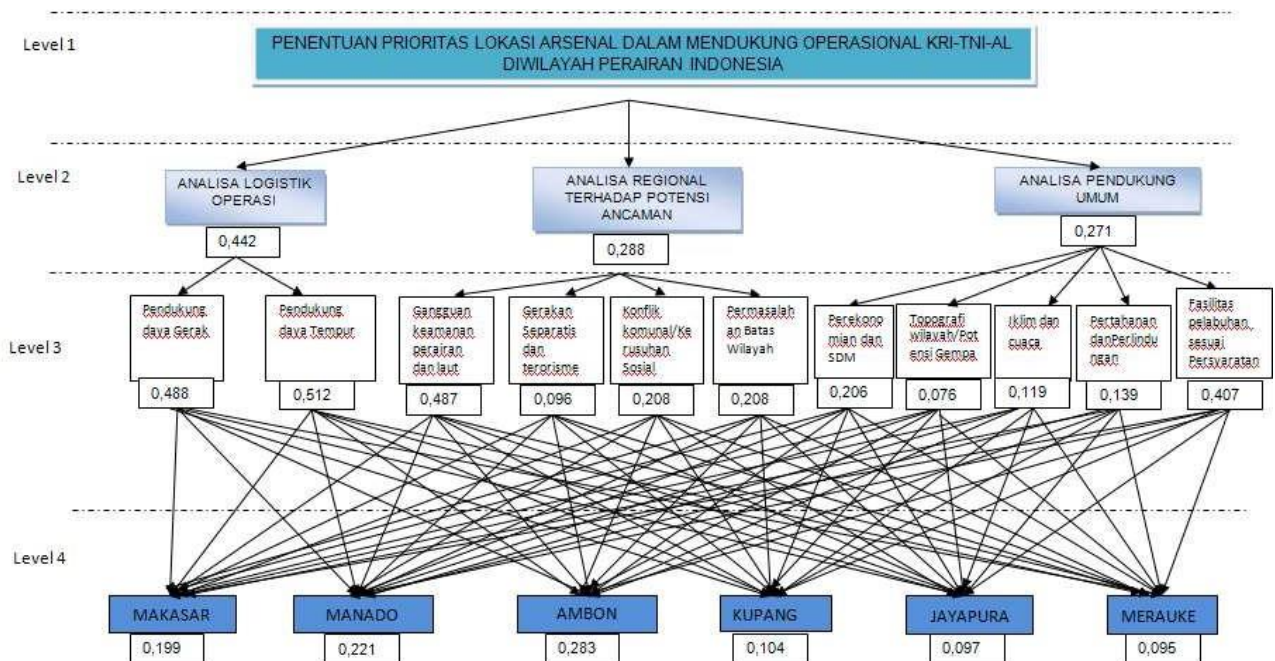 Level 1
PENENTUAN PRIORITAS LOKASI ARSENAL DALAM MENDUKUNG OPERASIONAL KRI-TNI-AL
DIWILAYAH PERAIRAN INDONESIA
Level 2
ANALISA LOGISTIK
OPERASI
0,442
ANALISA REGIONAL
TERHADAP POTENSI
ANCAMAN
0,288
ANALISA PENDUKUNG
UMUM
0,271
Level 3
Pendukung
daya Gerak
0,488
Pendukung
daya Tempur
0,512
Gangguan
keamanan
perairan
dan laut
0,487
Gerakan
Separatis
dan
terorisme
0,096
Konflik
komunal/Ke
rusuhan
Sosial
0,208
Permasalah
an Batas
Wilayah
0,208
Perekono
mian dan
SDM
0,206
Topografi
wilayah/Pot
ensi Gempa
0,076
Iklim dan
cuaca
0,119
Pertahanan
danPerlindu
ngan
0,139
Fasilitas
pelabuhan
sesuai
Persyaratan
0,407
Level 4
MAKASAR
0,199
MANADO
0,221
AMBON
0,283
KUPANG
0,104
JAYAPURA
0,097
MERAUKE
0,095